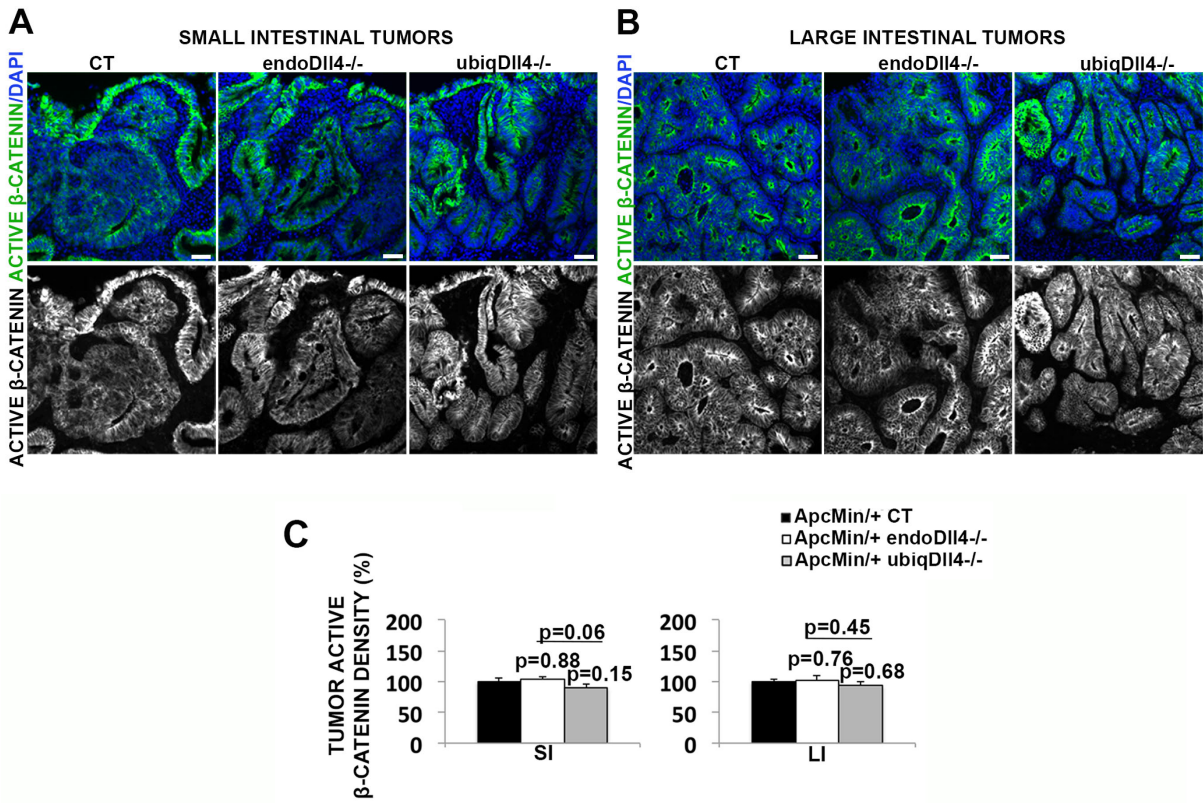 A
SMALL INTESTINAL TUMORS
CT
endoDll4-/-
ubiqDll4-/-
ACTIVE β-CATENIN/DAPI
ACTIVE β-CATENIN
B
LARGE INTESTINAL TUMORS
CT
endoDll4-/-
ubiqDll4-/-
ACTIVE β-CATENIN/DAPI
ACTIVE β-CATENIN
C
ApcMin/+ CT
ApcMin/+ endoDll4-/-
ApcMin/+ ubiqDll4-/-
TUMOR ACTIVE
β-CATENIN DENSITY (%)
200
150
100
50
0
p=0.06
p=0.88
p=0.15
SI
200
150
100
50
0
p=0.45
p=0.76
p=0.68
LI